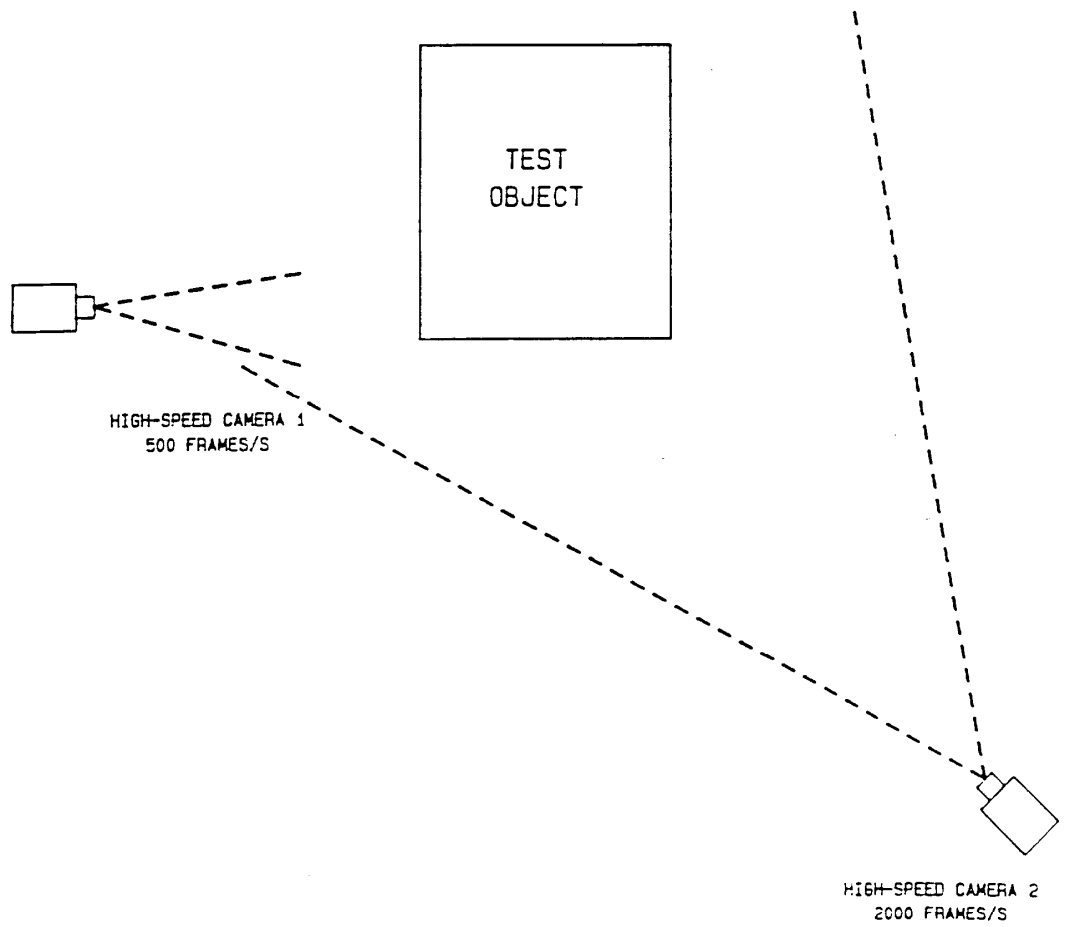 TEST
OBJECT
HIGH-SPEED CAMERA 1
500 FRAMES/S
HIGH-SPEED CAMERA 2
2000 FRAMES/S